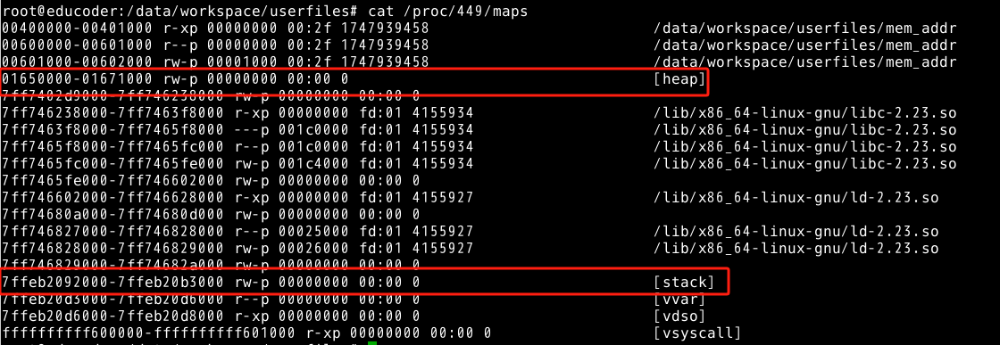 root@educoder:/data/workspace/userfiles# cat /proc/449/maps
00400000-00401000 r-xp 00000000 00:2f 1747939458 /data/workspace/userfiles/mem_addr
00600000-00601000 r--p 00000000 00:2f 1747939458 /data/workspace/userfiles/mem_addr
00601000-00602000 rw-p 00001000 00:2f 1747939458 /data/workspace/userfiles/mem_addr
01650000-01671000 rw-p 00000000 00:00 0 [heap]
7ff7402d9000-7ff746238000 rw-p 00000000 00:00 0
7ff746238000-7ff7463f8000 r-xp 00000000 fd:01 4155934 /lib/x86_64-linux-gnu/libc-2.23.so
7ff7463f8000-7ff7465f8000 ---p 001c0000 fd:01 4155934 /lib/x86_64-linux-gnu/libc-2.23.so
7ff7465f8000-7ff7465fc000 r--p 001c0000 fd:01 4155934 /lib/x86_64-linux-gnu/libc-2.23.so
7ff7465fc000-7ff7465fe000 rw-p 001c4000 fd:01 4155934 /lib/x86_64-linux-gnu/libc-2.23.so
7ff7465fe000-7ff746602000 rw-p 00000000 00:00 0
7ff746602000-7ff746628000 r-xp 00000000 fd:01 4155927 /lib/x86_64-linux-gnu/ld-2.23.so
7ff74680a000-7ff74680d000 rw-p 00000000 00:00 0
7ff746827000-7ff746828000 r--p 00025000 fd:01 4155927 /lib/x86_64-linux-gnu/ld-2.23.so
7ff746828000-7ff746829000 rw-p 00026000 fd:01 4155927 /lib/x86_64-linux-gnu/ld-2.23.so
7ff746829000-7ff74682a000 rw-p 00000000 00:00 0
7ffeb2092000-7ffeb20b3000 rw-p 00000000 00:00 0 [stack]
7ffeb20d3000-7ffeb20d6000 r--p 00000000 00:00 0 [vvar]
7ffeb20d6000-7ffeb20d8000 r-xp 00000000 00:00 0 [vdso]
ffffffffff600000-ffffffffff601000 r-xp 00000000 00:00 0 [vsyscall]